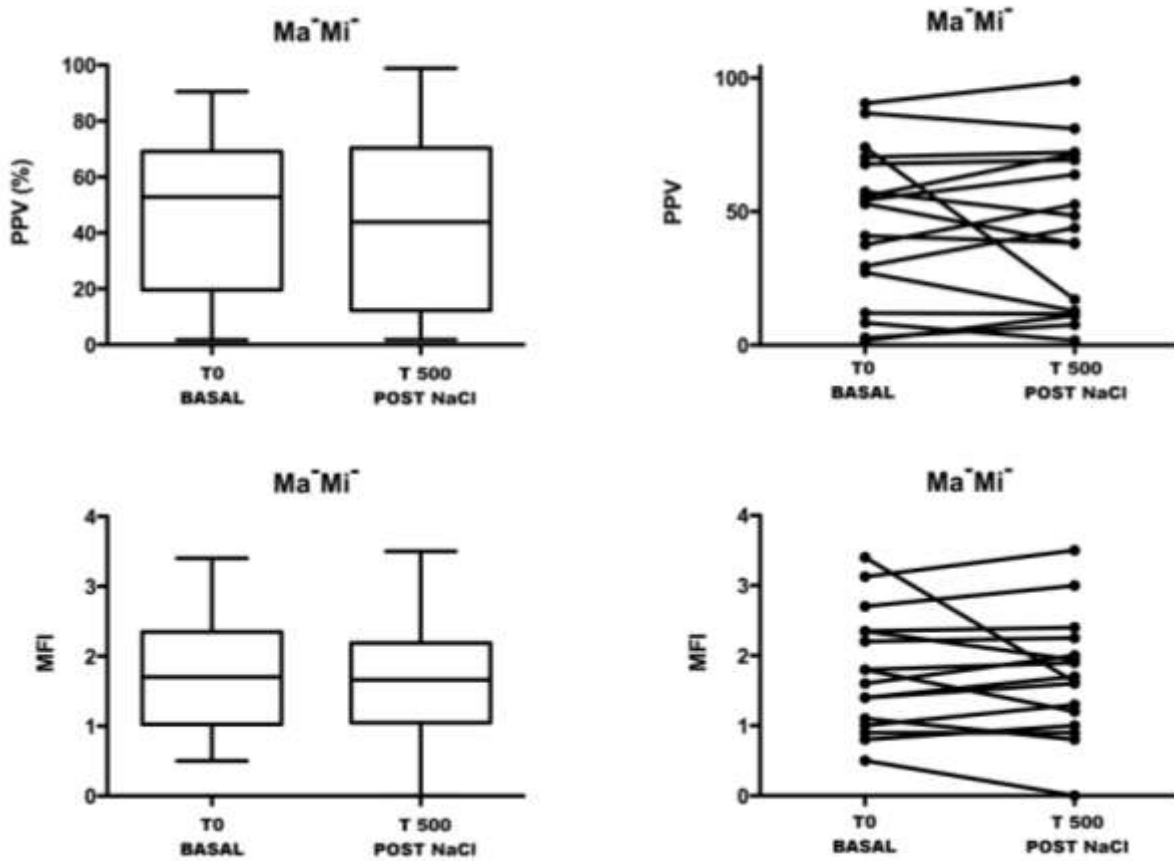 Ma⁻Mi⁻
PPV (%)
100
80
60
40
20
0
T0
BASAL
T 500
POST NaCl
Ma⁻Mi⁻
PPV
100
50
0
T0
BASAL
T 500
POST NaCl
Ma⁻Mi⁻
MFI
4
3
2
1
0
T0
BASAL
T 500
POST NaCl
Ma⁻Mi⁻
MFI
4
3
2
1
0
T0
BASAL
T 500
POST NaCl